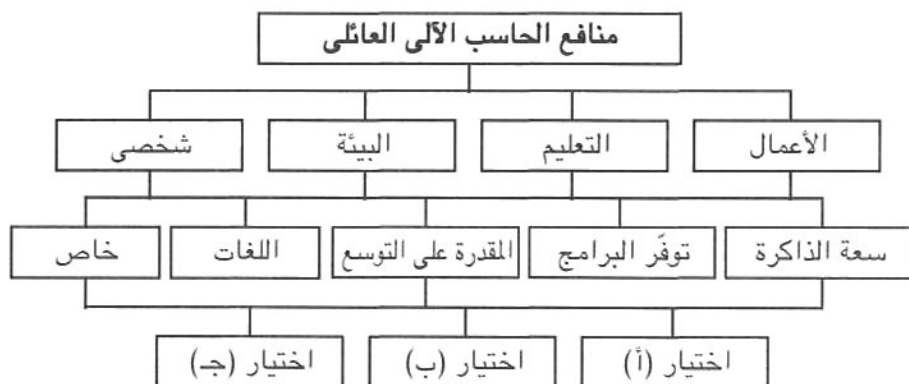 منافع الحاسب الآلى العائلى
الأعمال
التعليم
البيئة
شخصى
سعة الذاكرة
توفّر البرامج
المقدرة على التوسع
اللغات
خاص
اختيار (أ)
اختيار (ب)
اختيار (جـ)